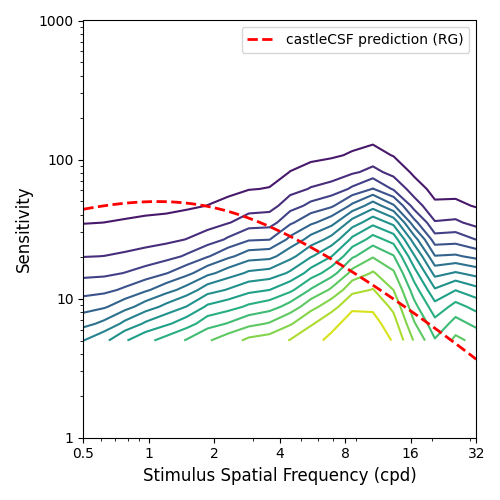 1000
castleCSF prediction (RG)
100
Sensitivity
10
1
0.5 1 2 4 8 16 32
Stimulus Spatial Frequency (cpd)